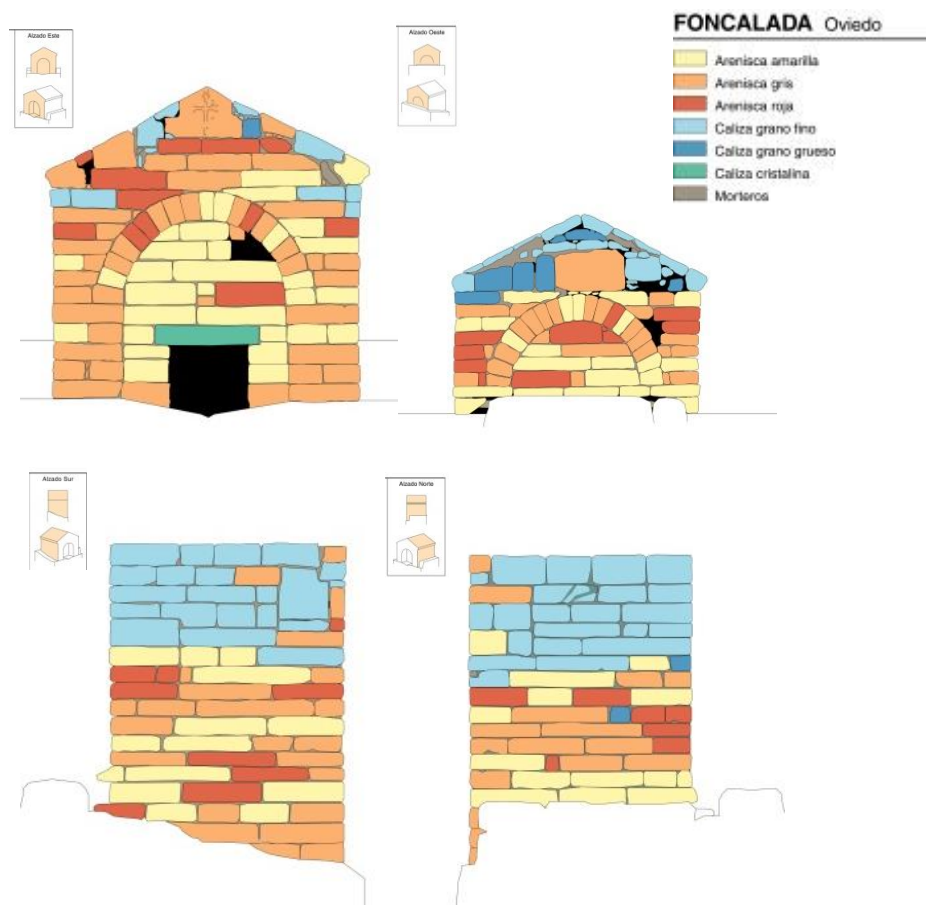 Alzado Este
Alzado Oeste
FONCALADA Oviedo
Arenisca amarilla
Arenisca gris
Arenisca roja
Caliza grano fino
Caliza grano grueso
Caliza cristalina
Morteros
Alzado Sur
Alzado Norte